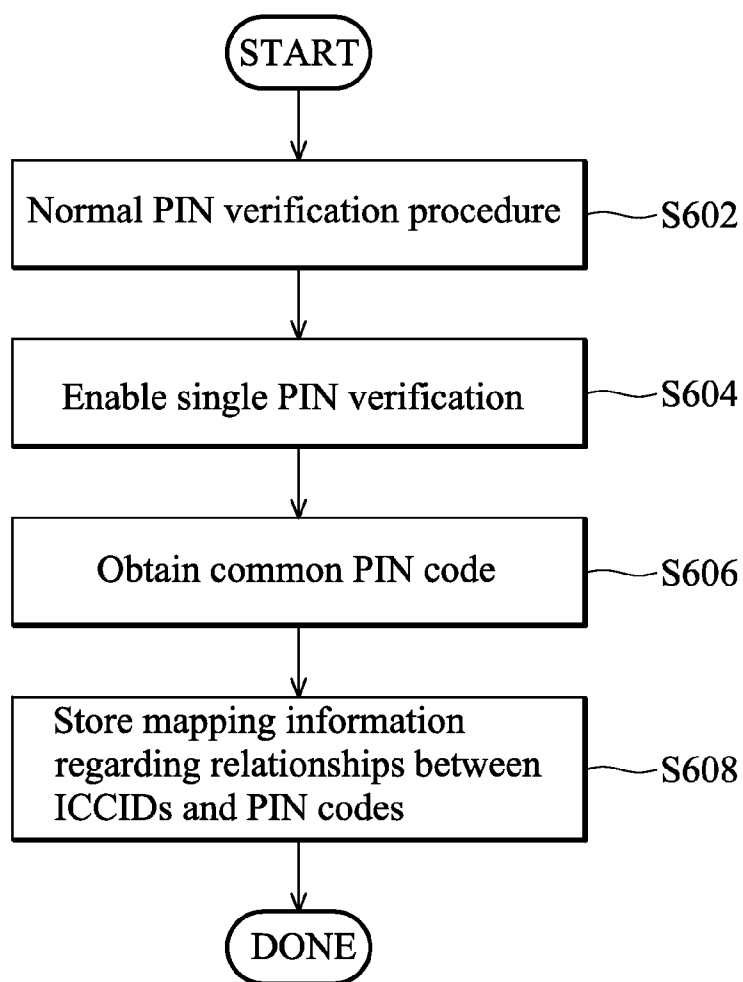 START
Normal PIN verification procedure
S602
Enable single PIN verification
S604
Obtain common PIN code
S606
Store mapping information
regarding relationships between
ICCIDs and PIN codes
S608
DONE